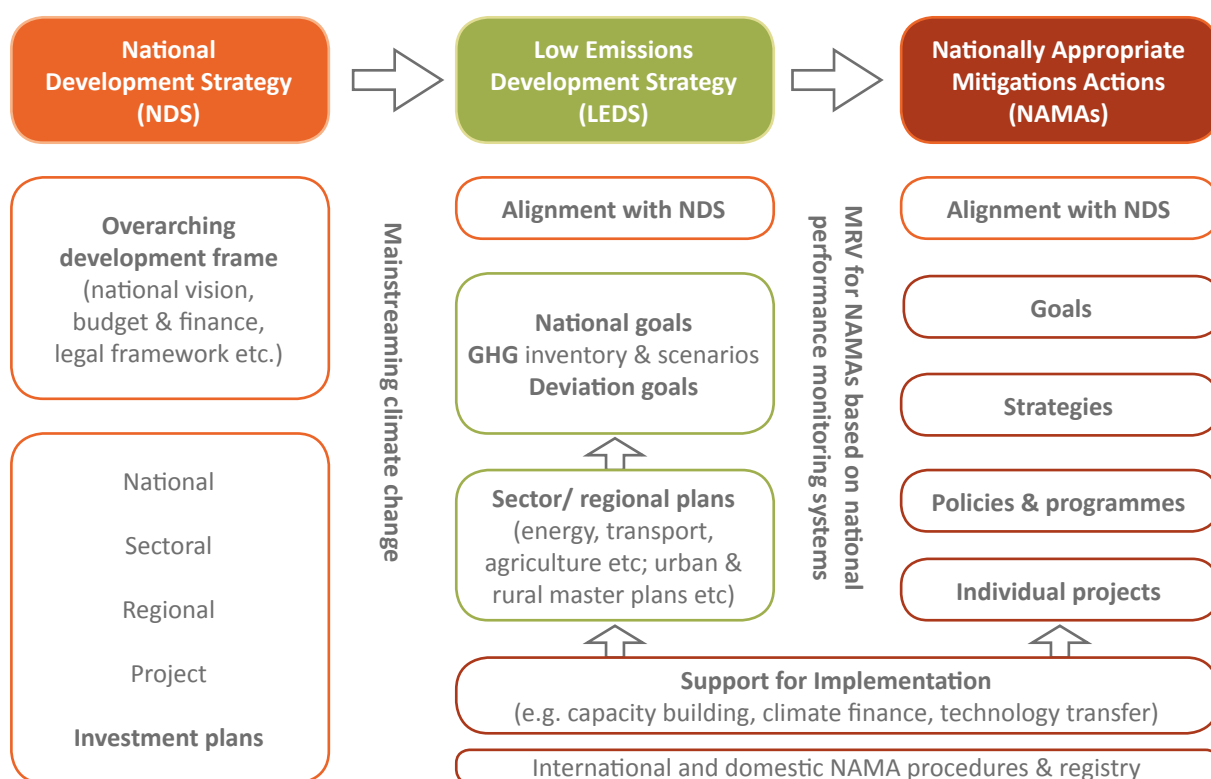 National
Development Strategy
(NDS)
Low Emissions
Development Strategy
(LEDS)
Nationally Appropriate
Mitigations Actions
(NAMAs)
Overarching
development frame
(national vision,
budget & finance,
legal framework etc.)
National
Sectoral
Regional
Project
Investment plans
Mainstreaming climate
change
Alignment with NDS
National goals
GHG inventory & scenarios
Deviation goals
Sector/ regional plans
(energy, transport,
agriculture etc; urban &
rural master plans etc)
MRV for NAMAs based on national
performance monitoring systems
Alignment with NDS
Goals
Strategies
Policies & programmes
Individual projects
Support for Implementation
(e.g. capacity building, climate finance, technology transfer)
International and domestic NAMA procedures & registry